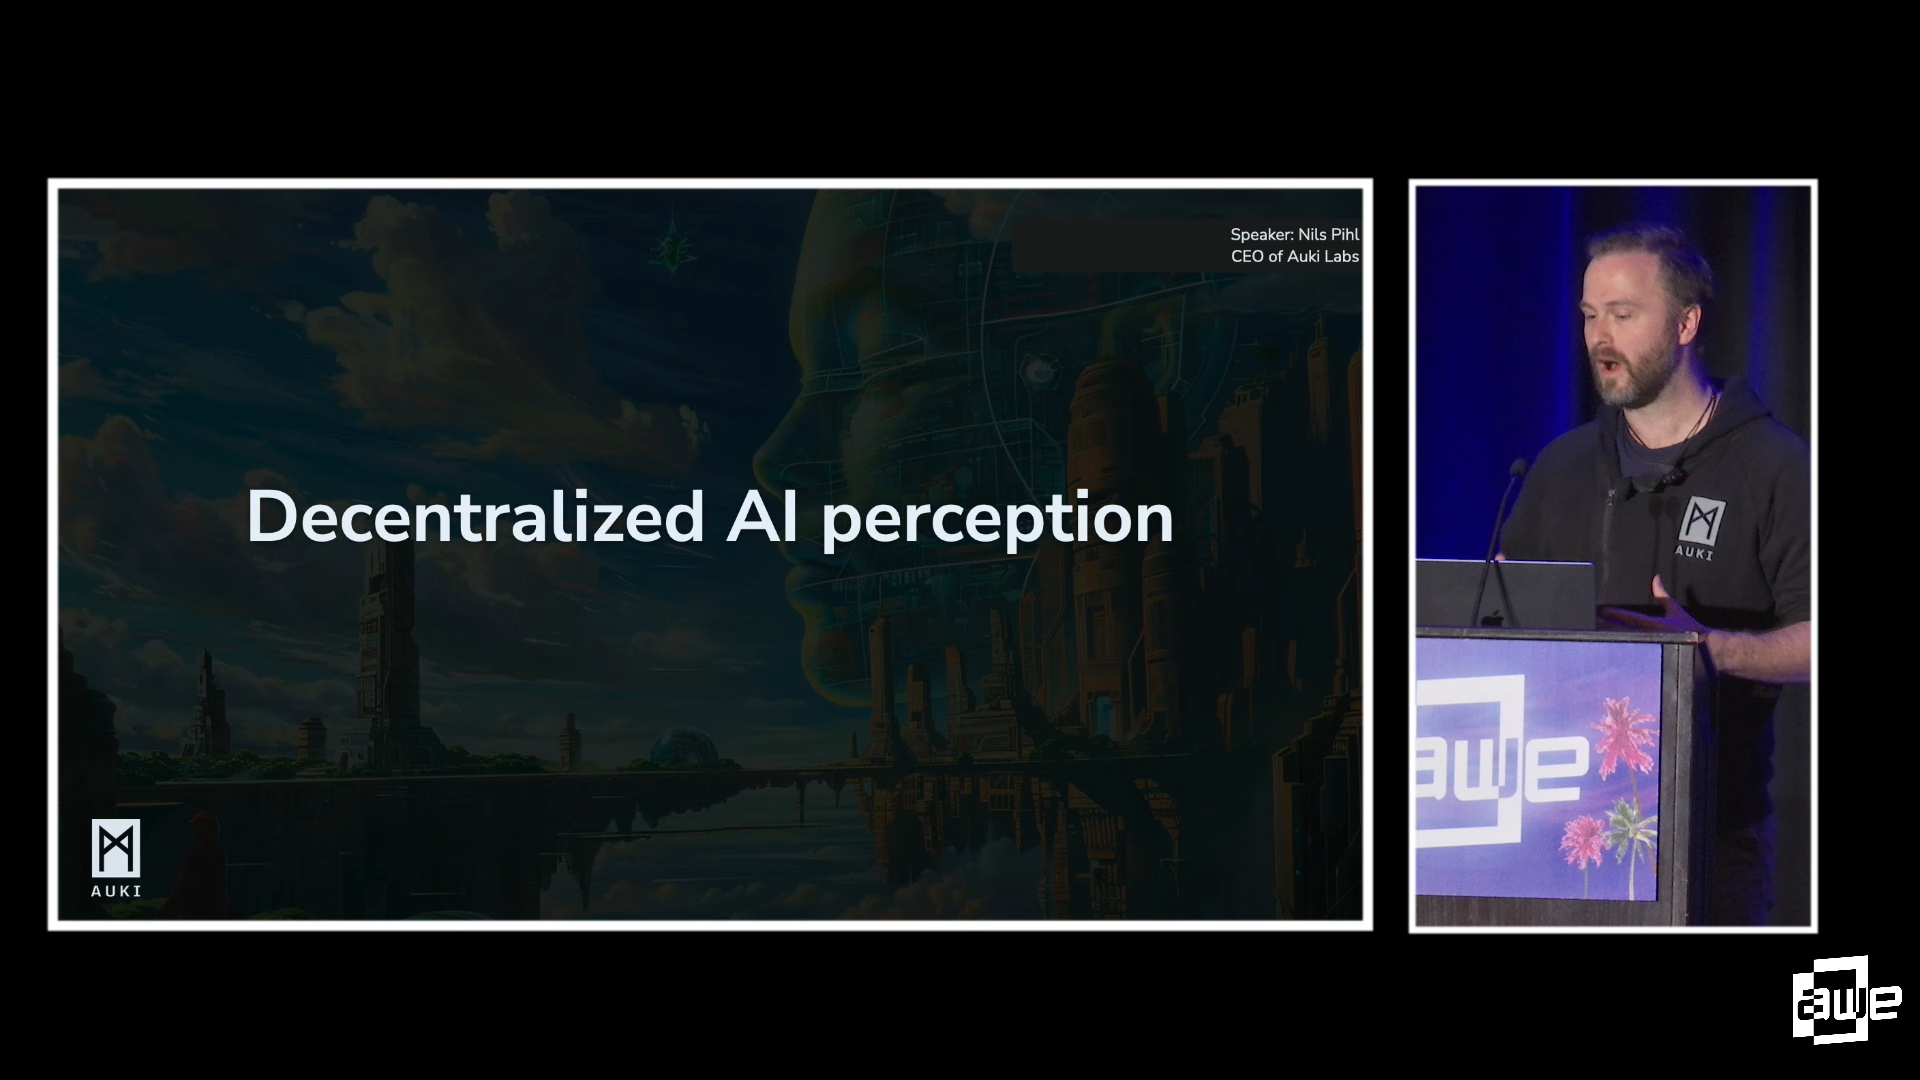 Speaker: Nils Pihl
CEO of Auki Labs
Decentralized AI perception
AUKI
AUKI
awe
awe